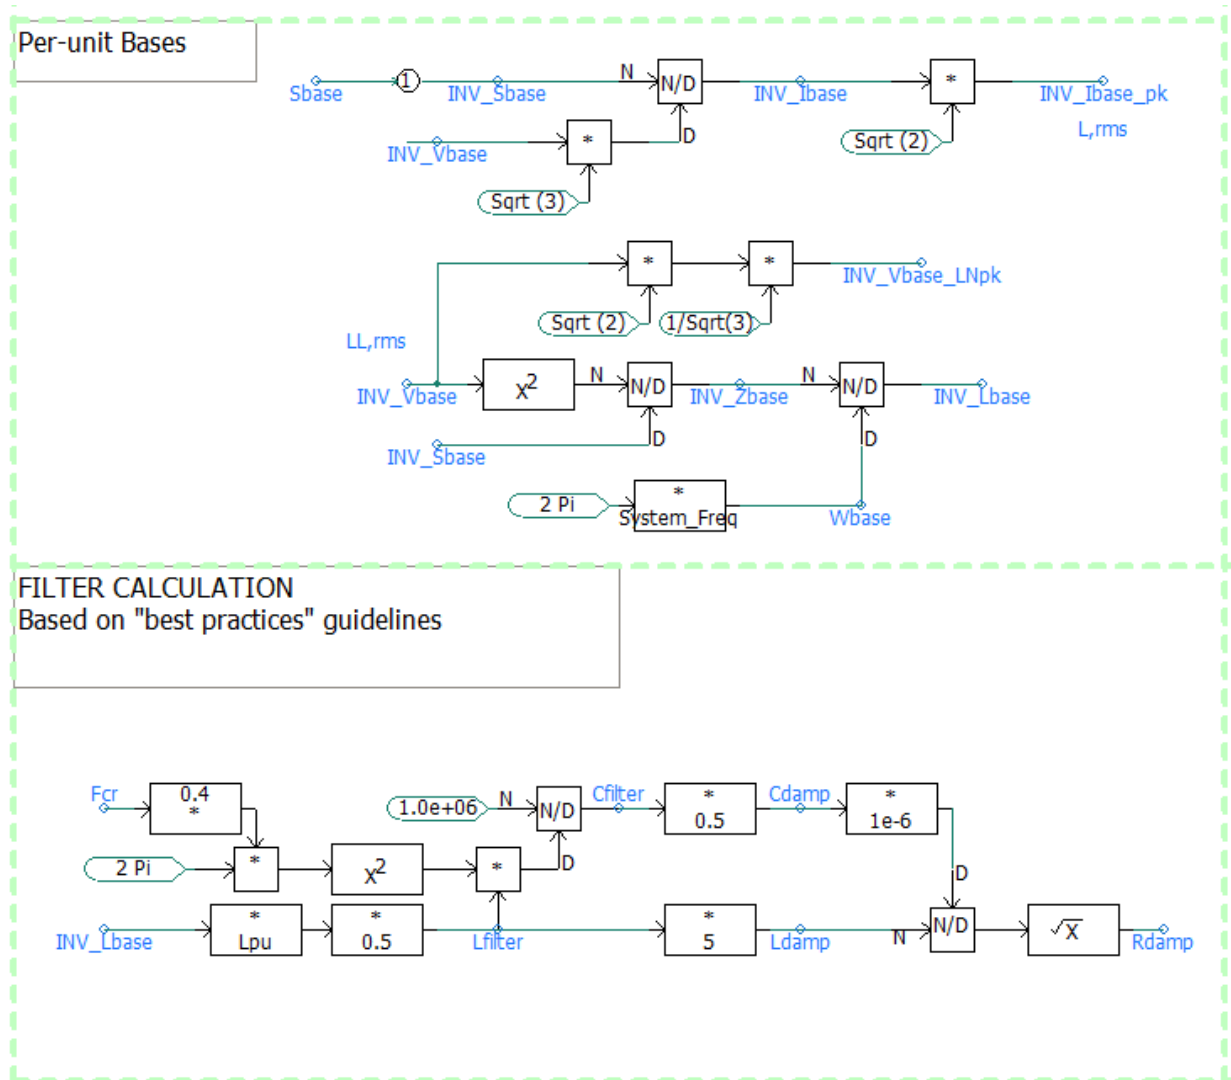 Per-unit Bases
Sbase
1
INV_Sbase
N
N/D
INV_Ibase
*
INV_Ibase_pk
L,rms
INV_Vbase
*
D
Sqrt (2)
Sqrt (3)
*
*
INV_Vbase_LNpk
Sqrt (2)
1/Sqrt(3)
LL,rms
INV_Vbase
X2
N
N/D
INV_Zbase
N
N/D
INV_Lbase
D
D
INV_Sbase
2 Pi
*
System_Freq
Wbase
FILTER CALCULATION
Based on "best practices" guidelines
Fcr
0.4
*
1.0e+06
N
N/D
Cfilter
*
0.5
Cdamp
*
1e-6
2 Pi
*
X2
*
D
D
INV_Lbase
*
Lpu
*
0.5
Lfilter
*
5
Ldamp
N
N/D
√X
Rdamp